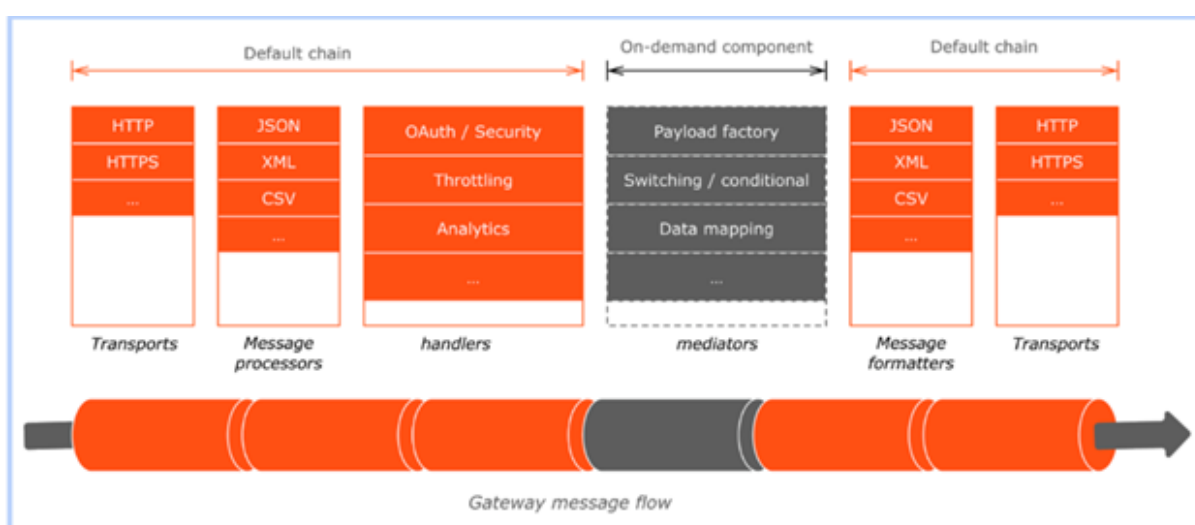 Default chain
On-demand component
Default chain
HTTP
HTTPS
...
Transports
JSON
XML
CSV
...
Message
processors
OAuth / Security
Throttling
Analytics
...
handlers
Payload factory
Switching / conditional
Data mapping
...
mediators
JSON
XML
CSV
...
Message
formatters
HTTP
HTTPS
...
Transports
Gateway message flow